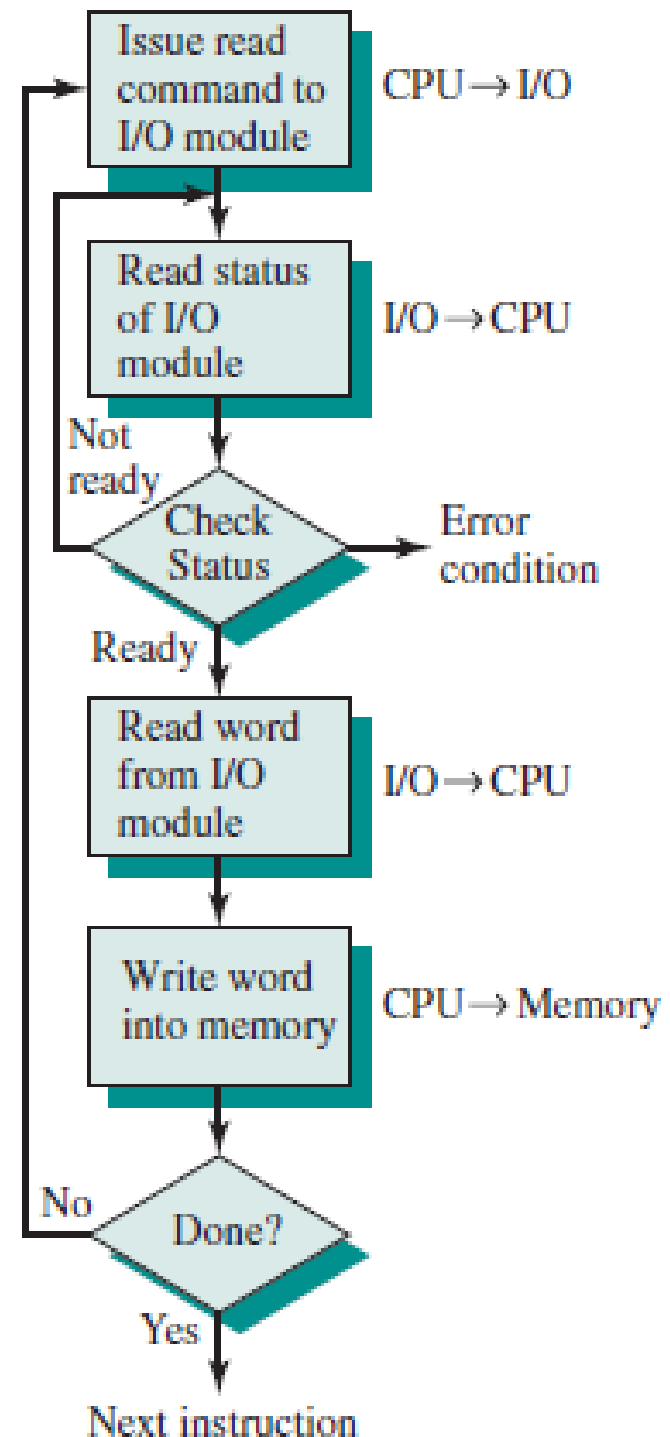 Issue read
command to
I/O module
CPU → I/O
Read status
of I/O
module
I/O → CPU
Not
ready
Check
Status
Error
condition
Ready
Read word
from I/O
module
I/O → CPU
Write word
into memory
CPU → Memory
No
Done?
Yes
Next instruction